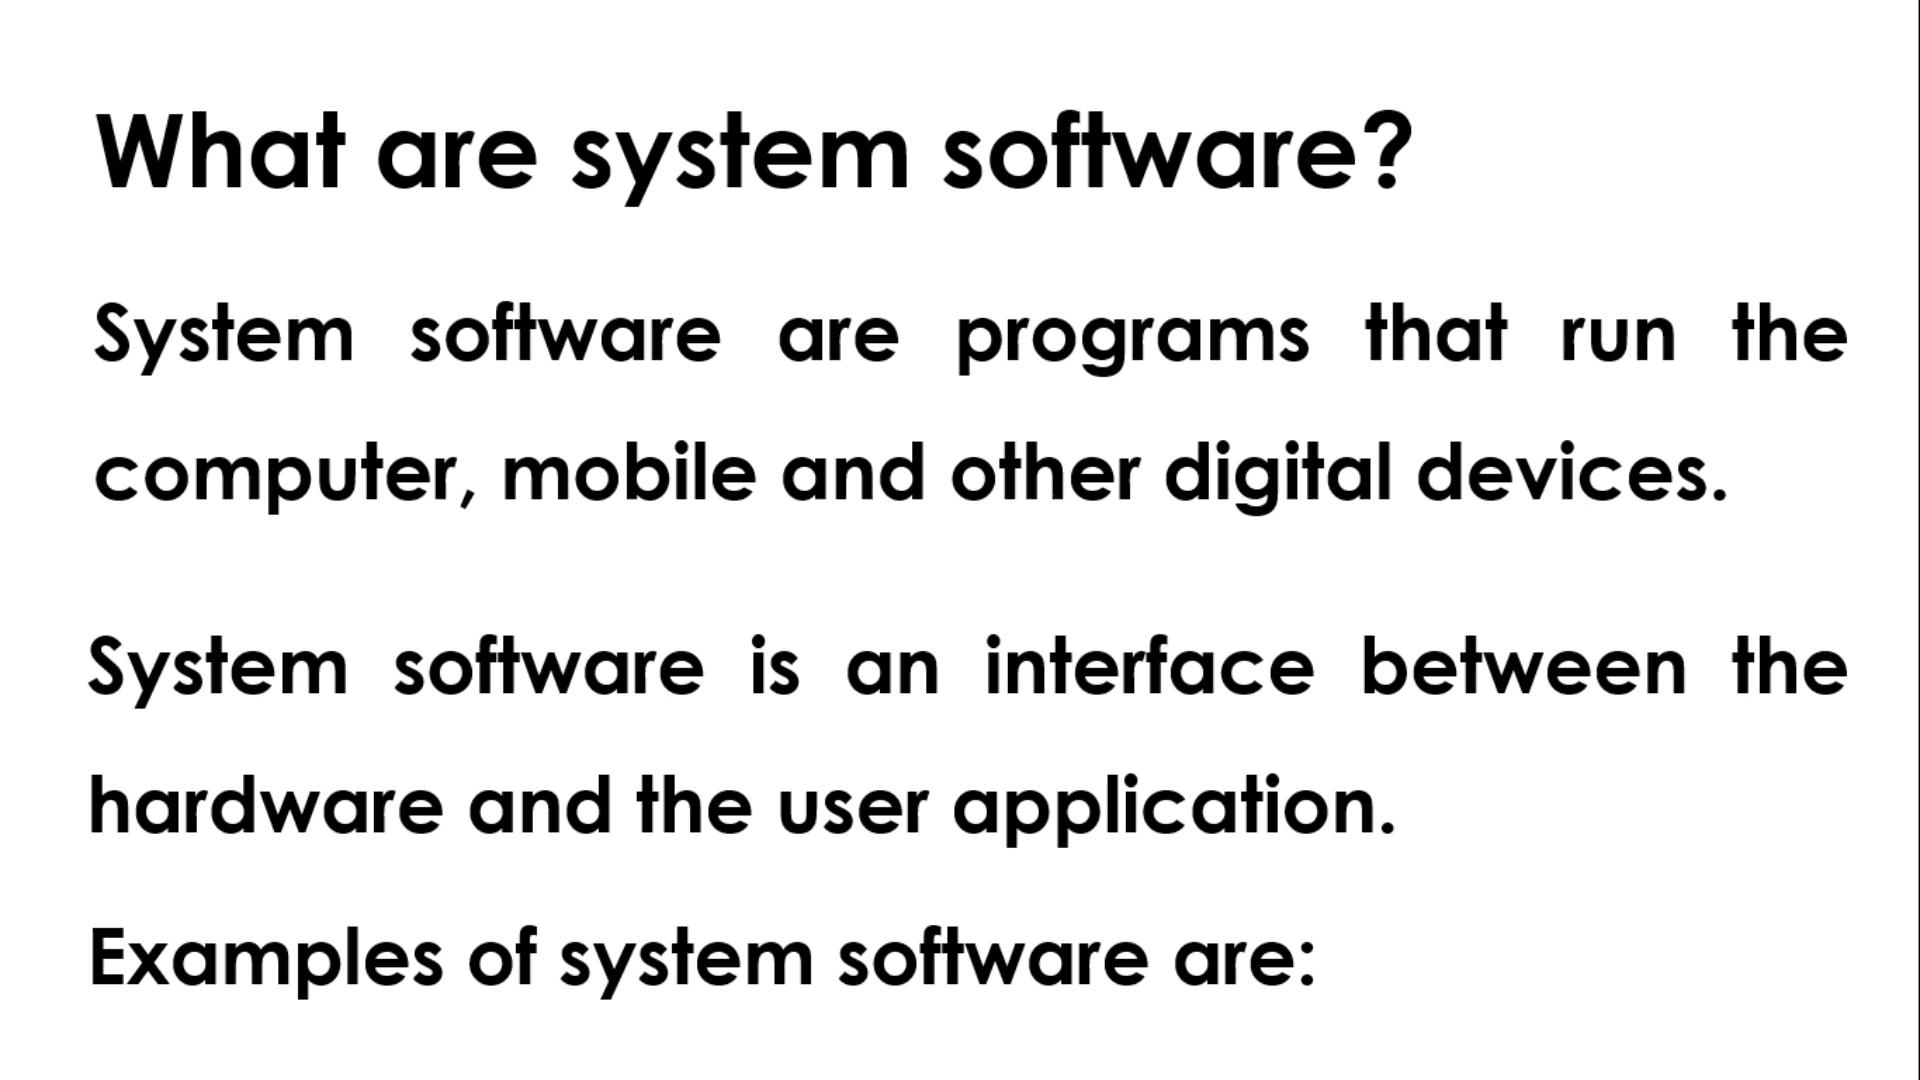 What are system software?
System software are programs that run the
computer, mobile and other digital devices.
System software is an interface between the
hardware and the user application.
Examples of system software are: